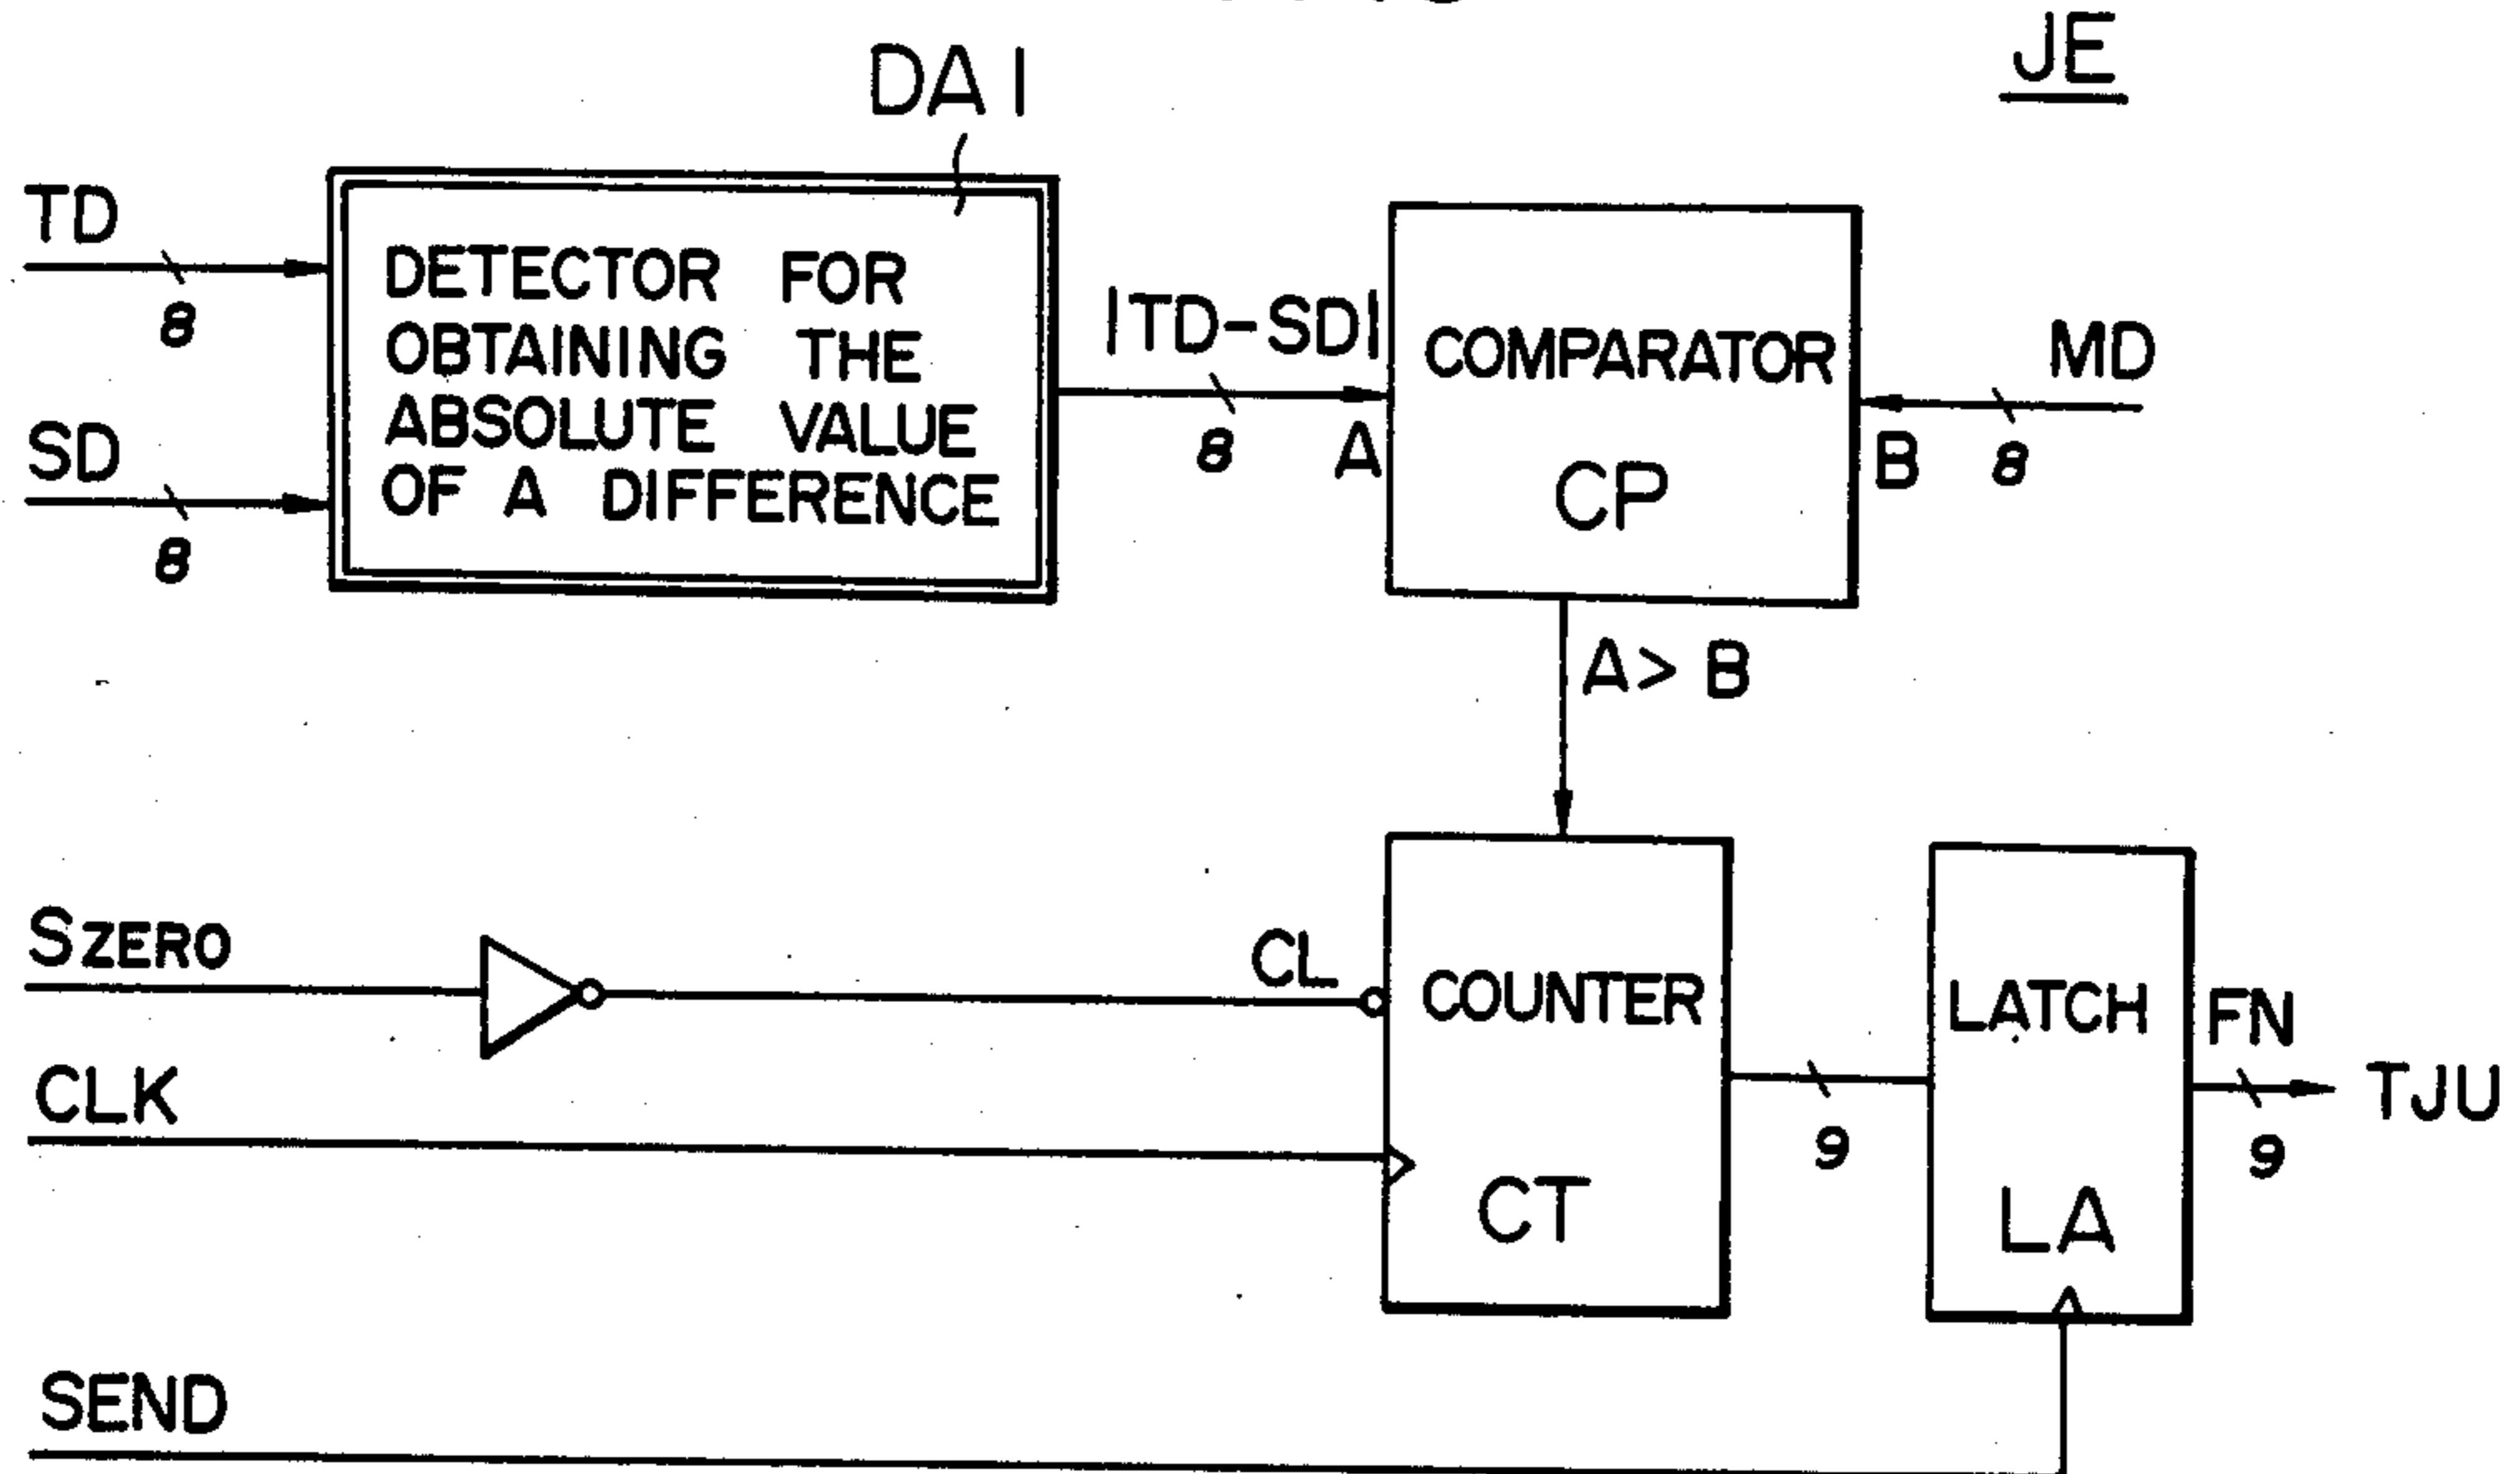 JE
DA1
TD
8
SD
8
DETECTOR FOR
OBTAINING THE
ABSOLUTE VALUE
OF A DIFFERENCE
|TD-SD|
8
A
COMPARATOR
CP
MD
B
8
A> B
SZERO
CL
COUNTER
CT
CLK
9
LATCH
LA
FN
9
TJU
SEND